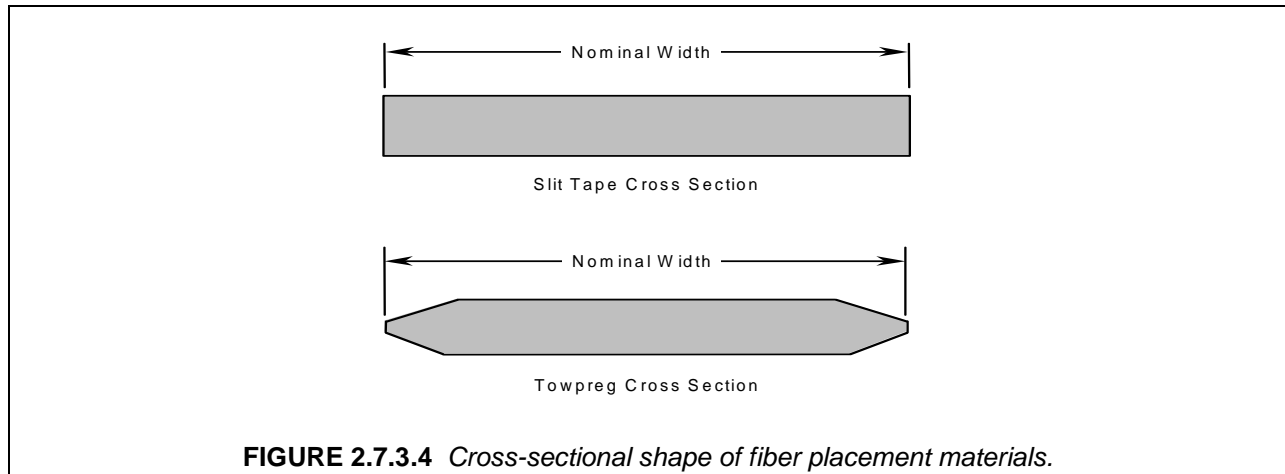 Nominal Width
Slit Tape Cross Section
Nominal Width
Towpreg Cross Section
FIGURE 2.7.3.4 Cross-sectional shape of fiber placement materials.